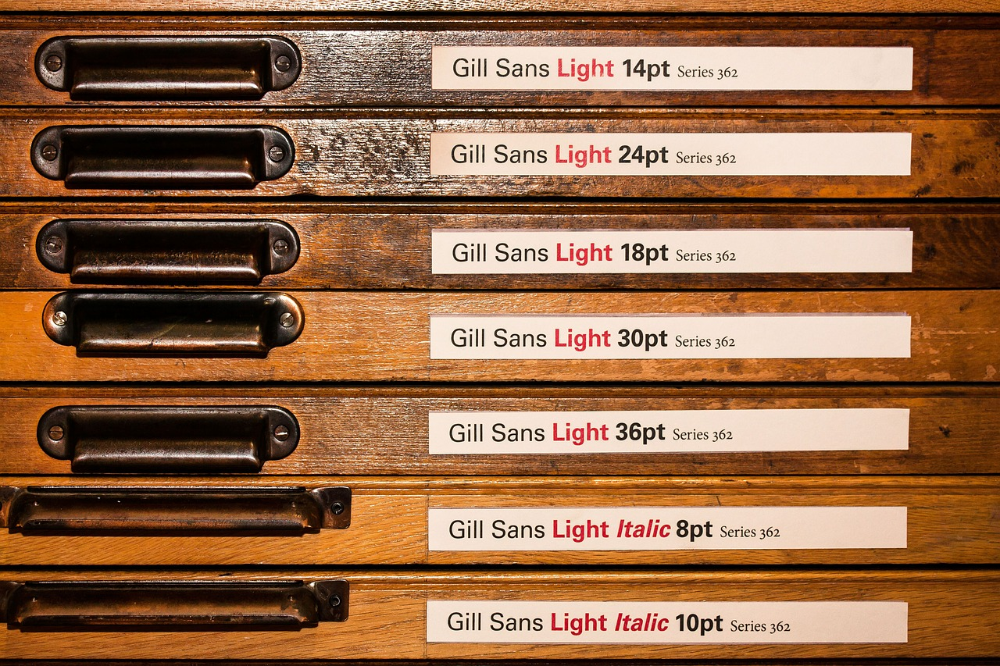 Gill Sans Light 14pt Series 362
Gill Sans Light 24pt Series 362
Gill Sans Light 18pt Series 362
Gill Sans Light 30pt Series 362
Gill Sans Light 36pt Series 362
Gill Sans Light Italic 8pt Series 362
Gill Sans Light Italic 10pt Series 362